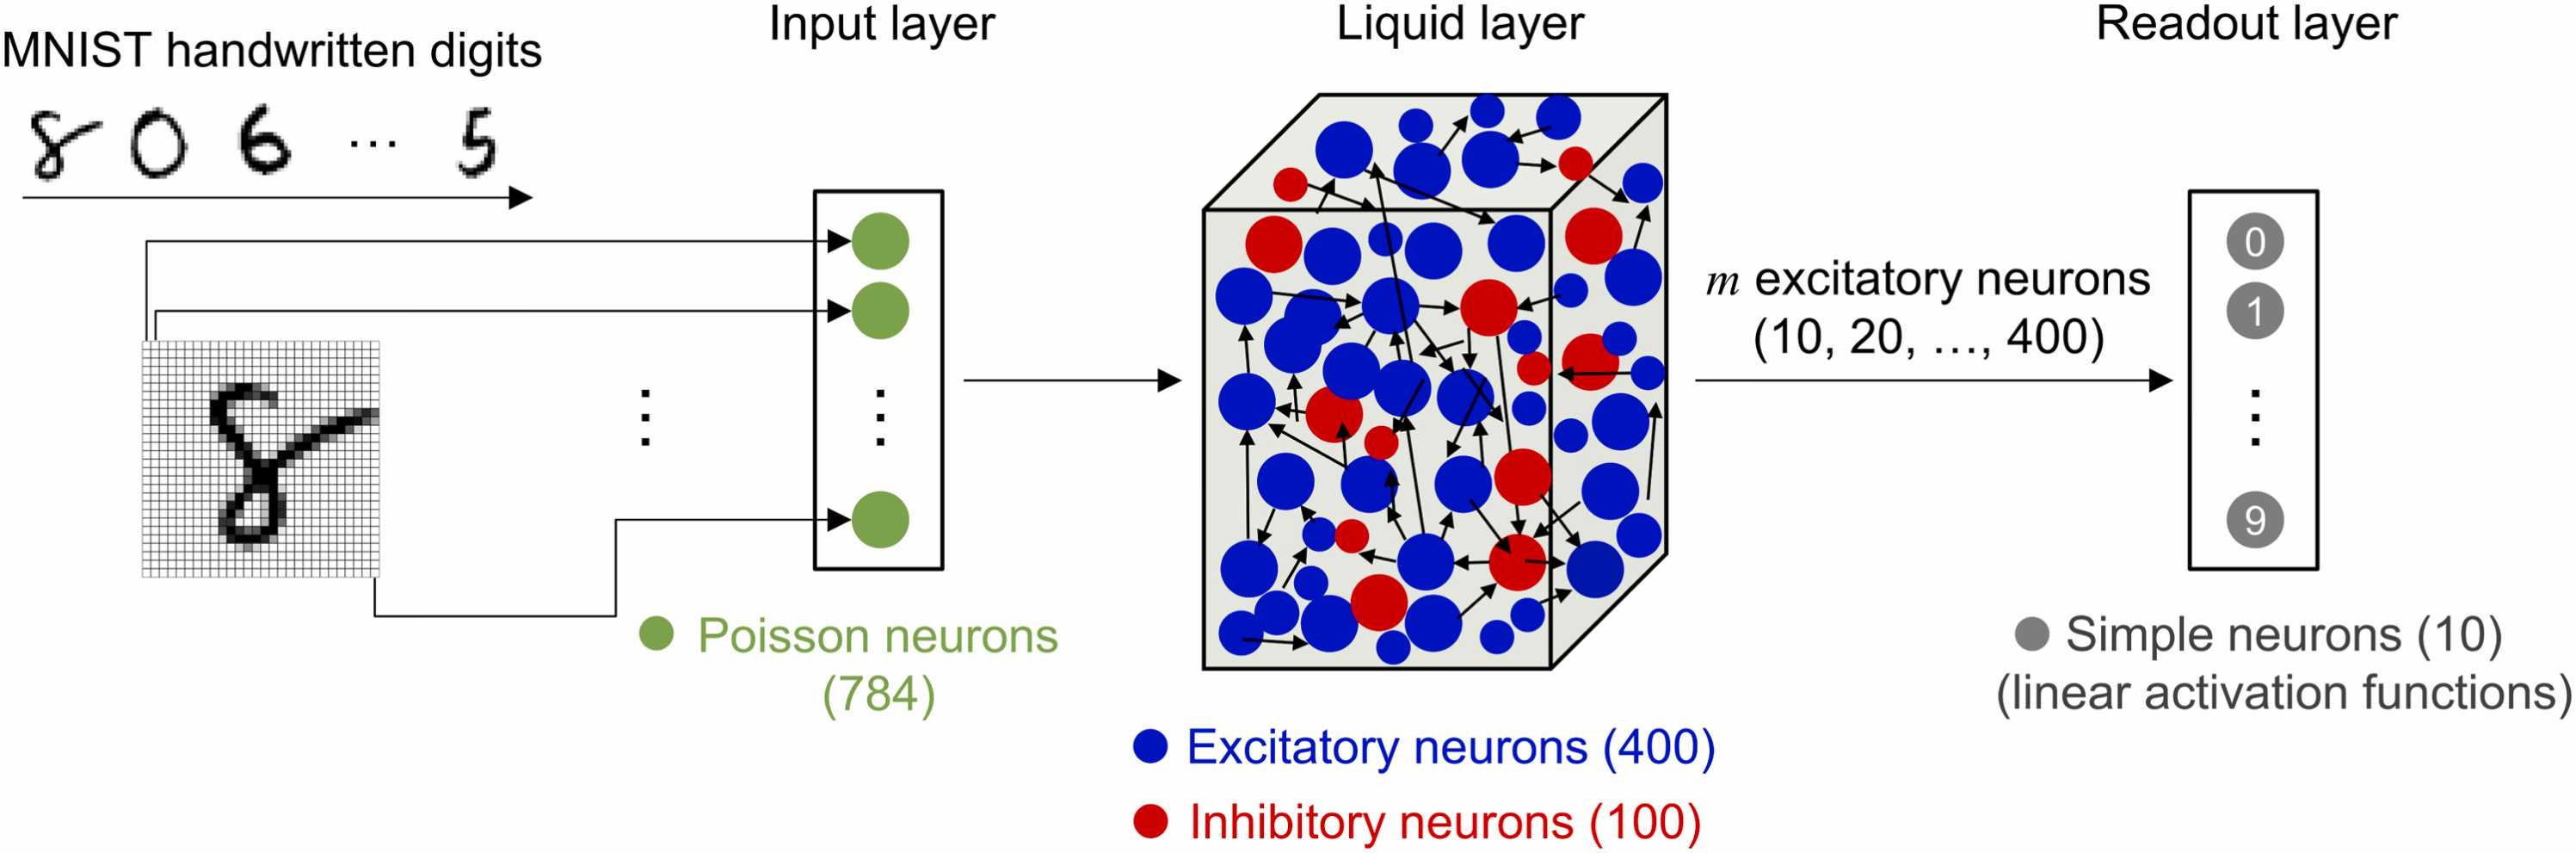 MNIST handwritten digits
8 0 6 ... 5
Input layer
Liquid layer
Readout layer
8
Poisson neurons
(784)
m excitatory neurons
(10, 20, ..., 400)
0
1
9
Excitatory neurons (400)
Inhibitory neurons (100)
Simple neurons (10)
(linear activation functions)